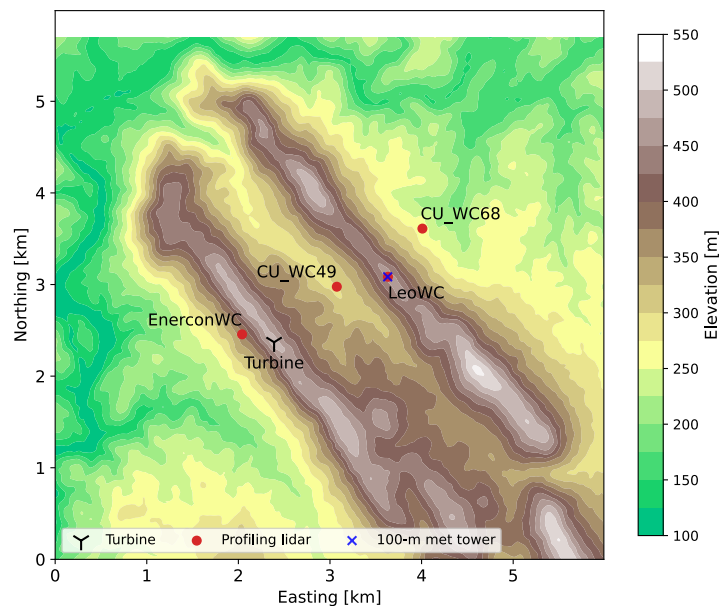 550
500
450
400
350
300
250
200
150
100
Elevation [m]
5
4
3
2
1
0
Northing [km]
CU_WC68
CU_WC49
LeoWC
EnerconWC
Turbine
Turbine
Profiling lidar
100-m met tower
0
1
2
3
4
5
Easting [km]